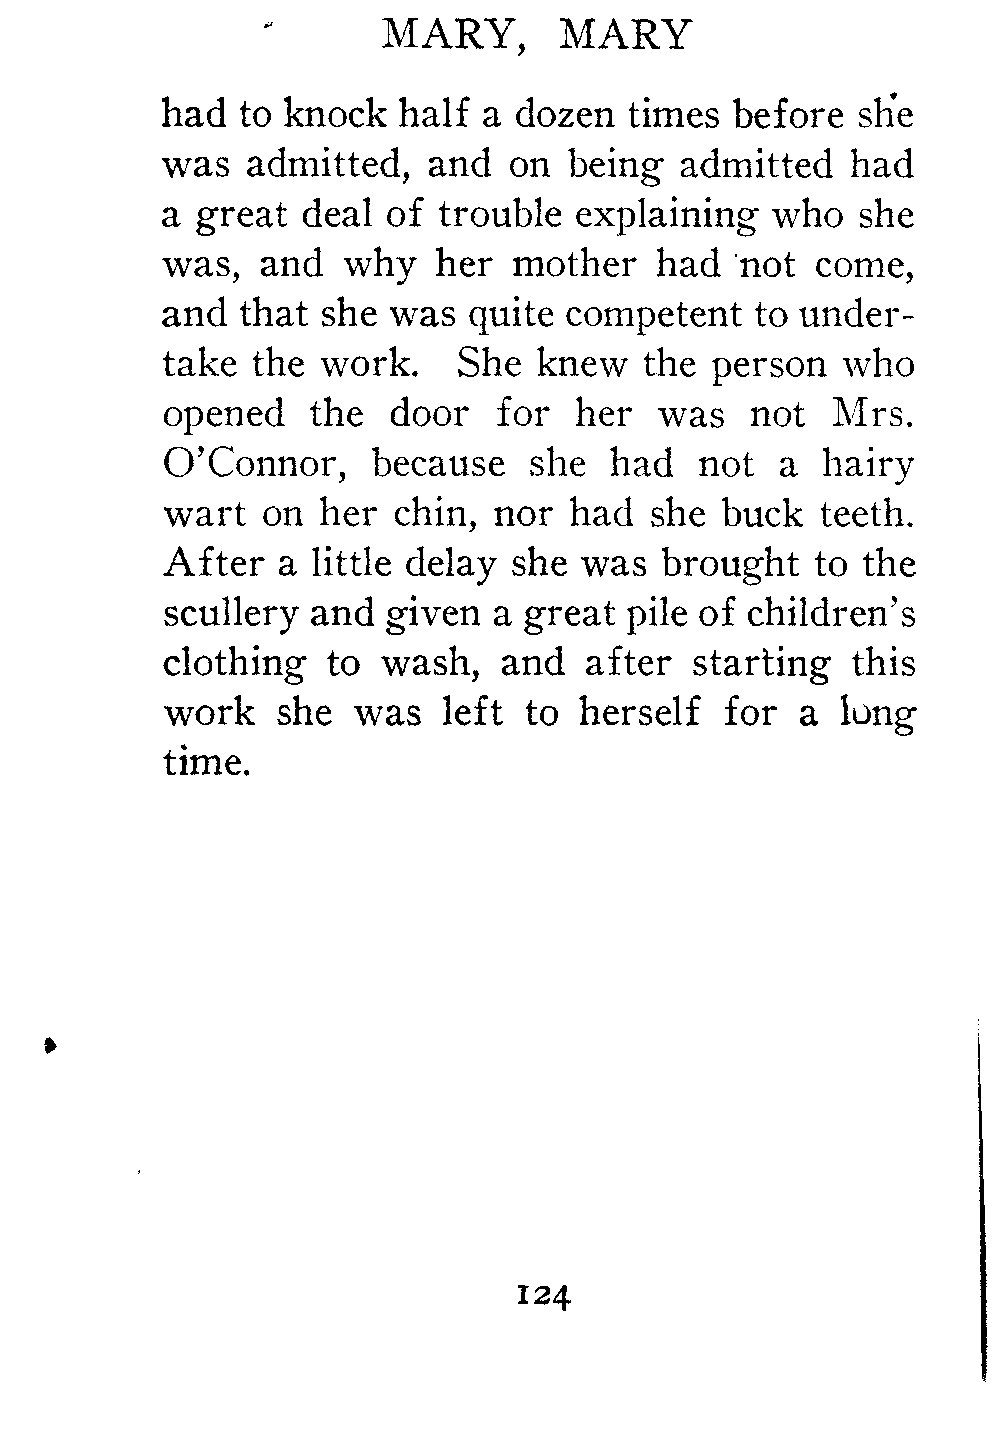 MARY, MARY
had to knock half a dozen times before she
was admitted, and on being admitted had
a great deal of trouble explaining who she
was, and why her mother had not come,
and that she was quite competent to under-
take the work. She knew the person who
opened the door for her was not Mrs.
O'Connor, because she had not a hairy
wart on her chin, nor had she buck teeth.
After a little delay she was brought to the
scullery and given a great pile of children's
clothing to wash, and after starting this
work she was left to herself for a long
time.
124